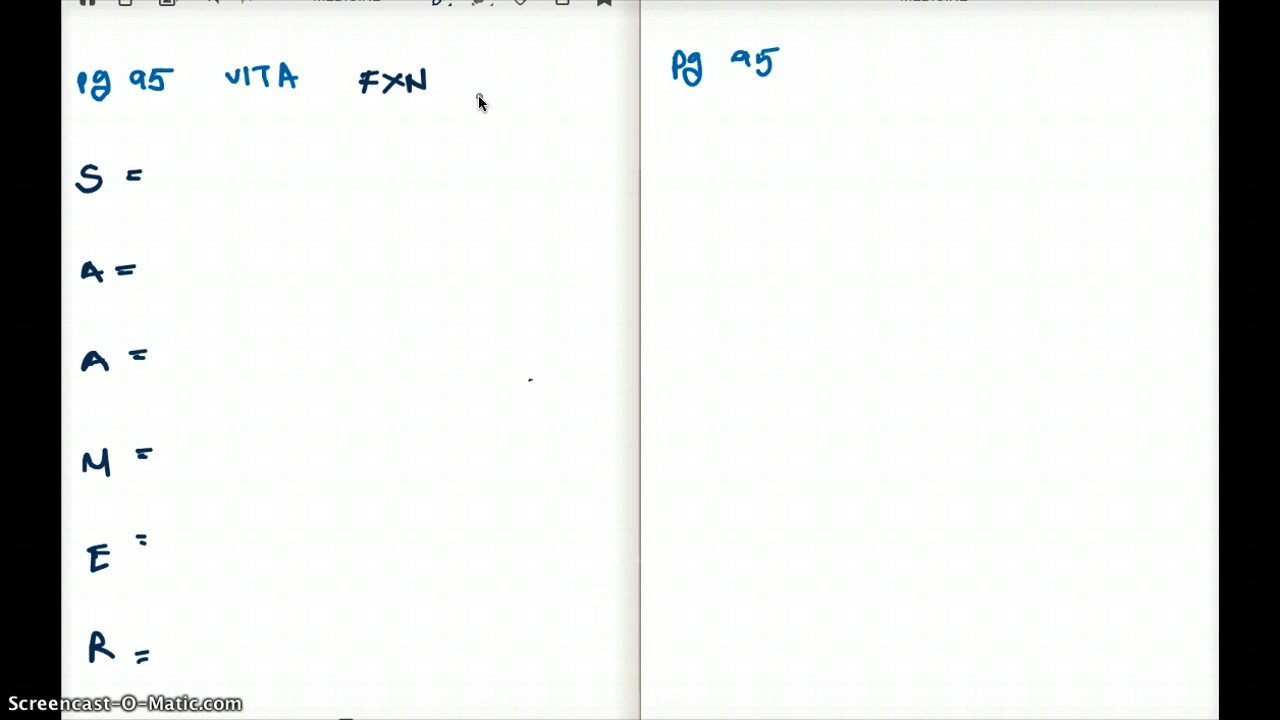 pg 95 VITA FXN
S =
A =
A =
M =
E =
R =
pg 95
Screencast-O-Matic.com